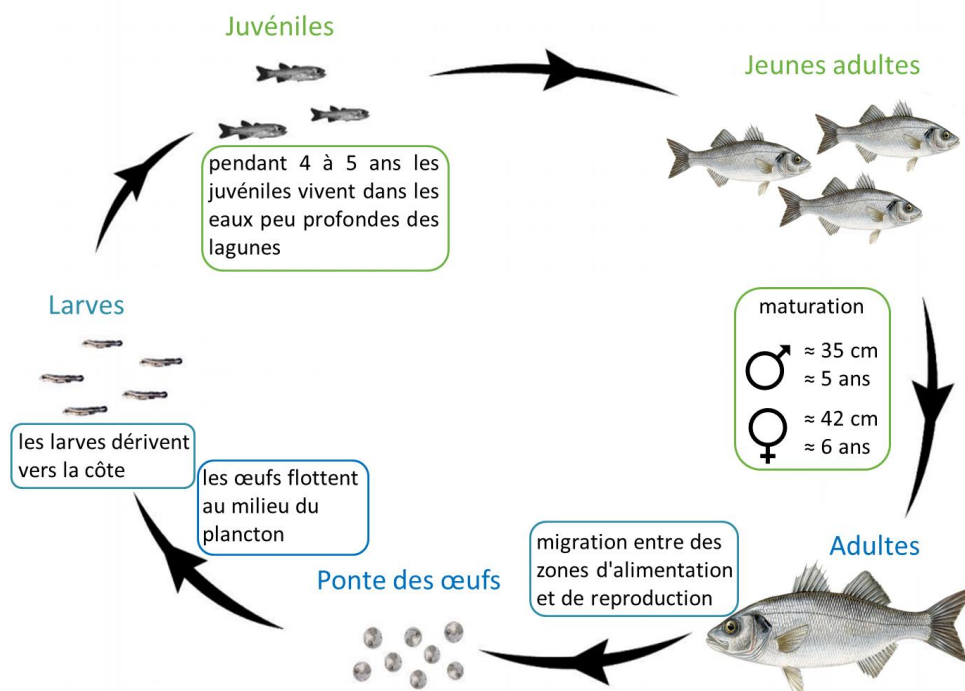 Juvéniles
pendant 4 à 5 ans les
juvéniles vivent dans les
eaux peu profondes des
lagunes
Jeunes adultes
maturation
♂ ≈ 35 cm
≈ 5 ans
♀ ≈ 42 cm
≈ 6 ans
Adultes
migration entre des
zones d'alimentation
et de reproduction
Ponte des œufs
les œufs flottent
au milieu du
plancton
Larves
les larves dérivent
vers la côte